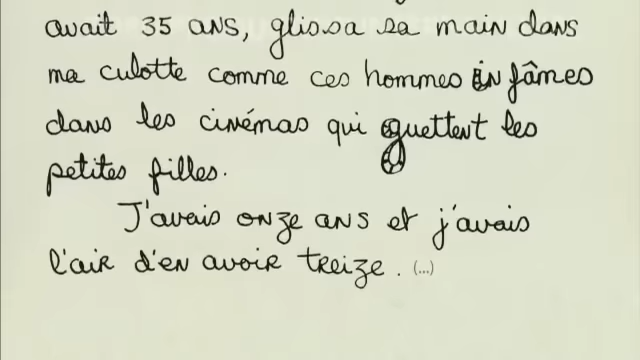 avait 35 ans, glissa sa main dans
ma culotte comme ces hommes infâmes
dans les cinémas qui guettent les
petites filles.
J'avais onze ans et j'avais
l'air d'en avoir treize. (...)